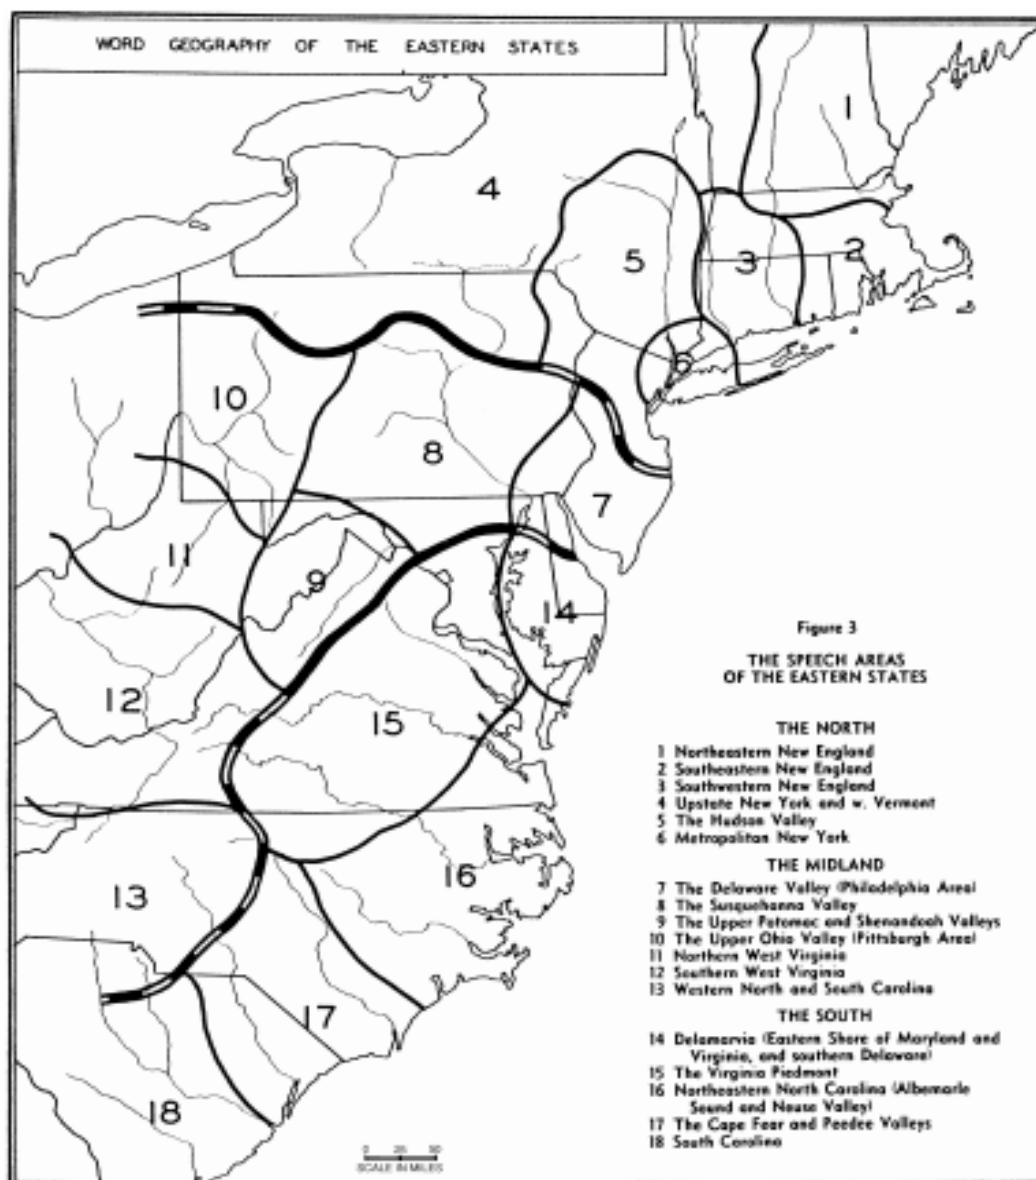 WORD GEOGRAPHY OF THE EASTERN STATES
1
4
5
3
2
6
10
8
7
11
9
14
12
15
13
16
17
18
Figure 3
THE SPEECH AREAS
OF THE EASTERN STATES
THE NORTH
1 Northeastern New England
2 Southeastern New England
3 Southwestern New England
4 Upstate New York and w. Vermont
5 The Hudson Valley
6 Metropolitan New York
THE MIDLAND
7 The Delaware Valley (Philadelphia Area)
8 The Susquehanna Valley
9 The Upper Potomac and Shenandoah Valleys
10 The Upper Ohio Valley (Pittsburgh Area)
11 Northern West Virginia
12 Southern West Virginia
13 Western North and South Carolina
THE SOUTH
14 Delamarvia (Eastern Shore of Maryland and
Virginia, and southern Delaware)
15 The Virginia Piedmont
16 Northeastern North Carolina (Albemarle
Sound and Neuse Valley)
17 The Cape Fear and Peedee Valleys
18 South Carolina
0 25 50
SCALE IN MILES